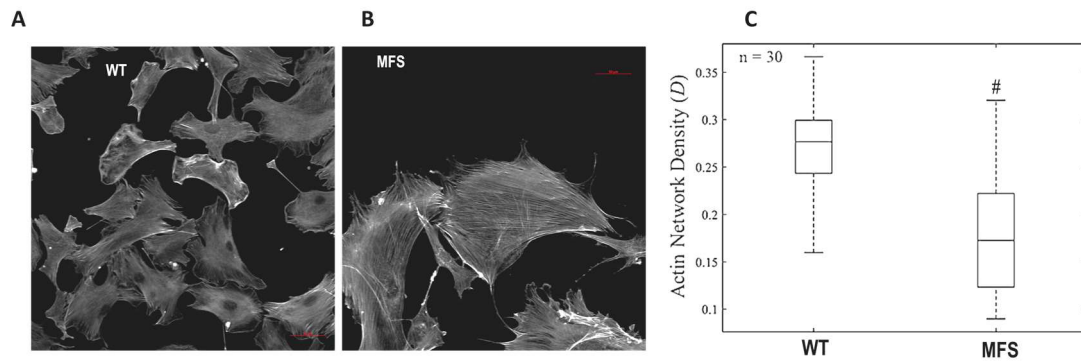 A
B
C
WT
MFS
n = 30
#
Actin Network Density (D)
0.35
0.3
0.25
0.2
0.15
0.1
WT
MFS